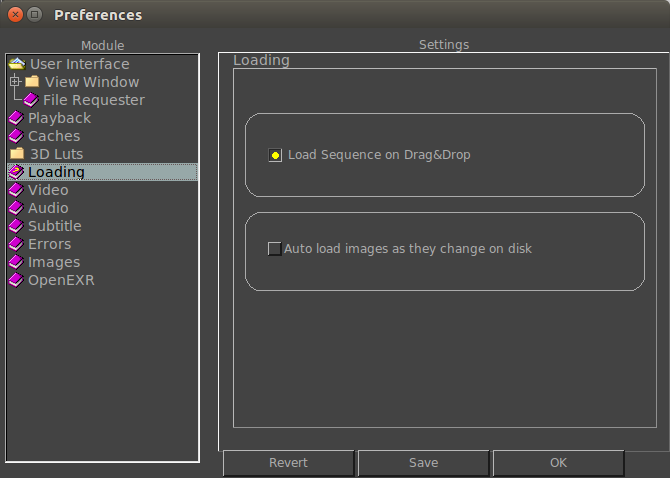 Preferences
Module
Settings
User Interface
View Window
File Requester
Playback
Caches
3D Luts
Loading
Video
Audio
Subtitle
Errors
Images
OpenEXR
Loading
Load Sequence on Drag&Drop
Auto load images as they change on disk
Revert
Save
OK